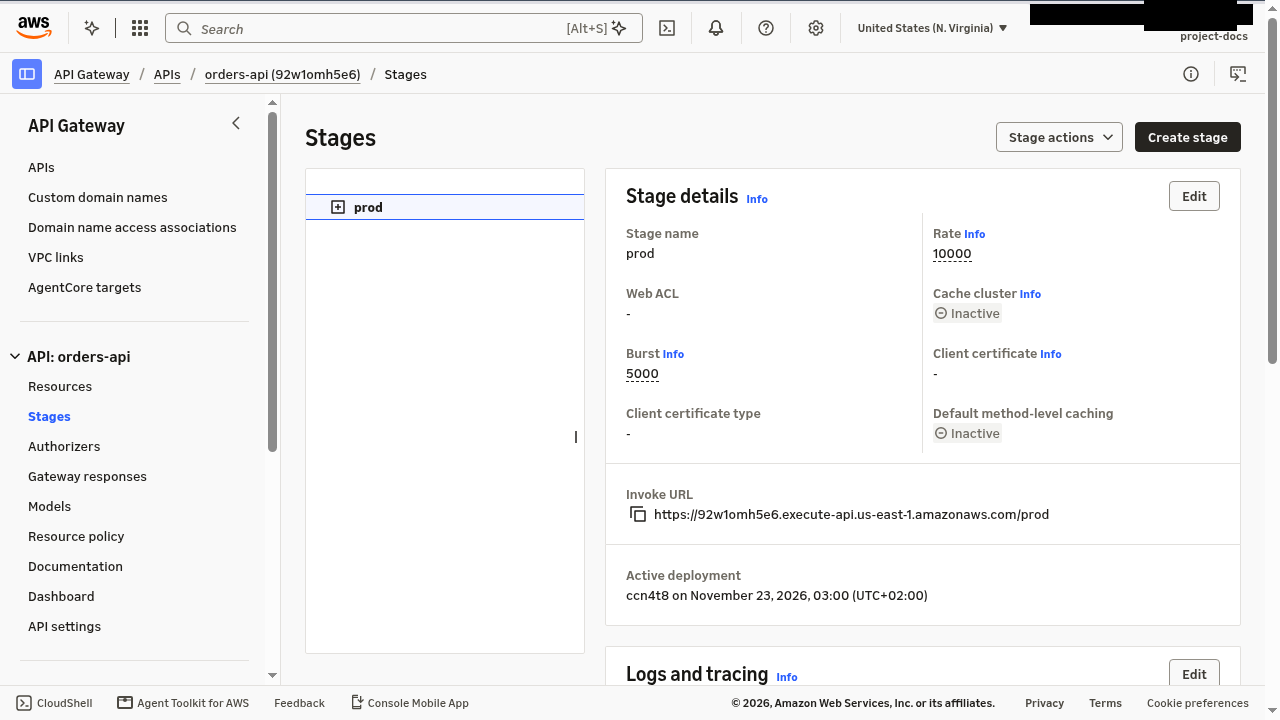 aws
Search [Alt+S]
United States (N. Virginia)
project-docs
API Gateway / APIs / orders-api (92w1omh5e6) / Stages
API Gateway
APIs
Custom domain names
Domain name access associations
VPC links
AgentCore targets
API: orders-api
Resources
Stages
Authorizers
Gateway responses
Models
Resource policy
Documentation
Dashboard
API settings
Stages
Stage actions
Create stage
prod
Stage details Info
Edit
Stage name
prod
Rate Info
10000
Web ACL
-
Cache cluster Info
Inactive
Burst Info
5000
Client certificate Info
-
Client certificate type
-
Default method-level caching
Inactive
Invoke URL
https://92w1omh5e6.execute-api.us-east-1.amazonaws.com/prod
Active deployment
ccn4t8 on November 23, 2026, 03:00 (UTC+02:00)
Logs and tracing Info
Edit
CloudShell Agent Toolkit for AWS Feedback Console Mobile App © 2026, Amazon Web Services, Inc. or its affiliates. Privacy Terms Cookie preferences